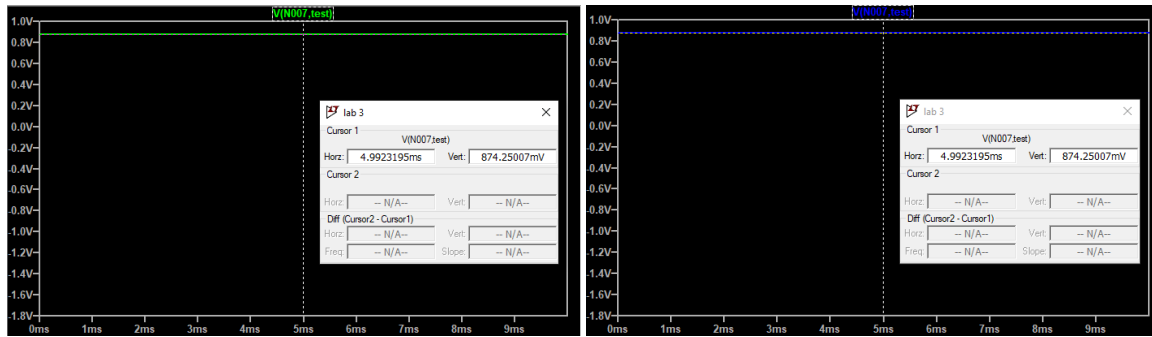 V(N007,test)
1.0V
0.8V
0.6V
0.4V
0.2V
0.0V
-0.2V
-0.4V
-0.6V
-0.8V
-1.0V
-1.2V
-1.4V
-1.6V
-1.8V
0ms 1ms 2ms 3ms 4ms 5ms 6ms 7ms 8ms 9ms
lab 3
Cursor 1
V(N007,test)
Horz: 4.9923195ms Vert: 874.25007mV
Cursor 2
Horz: -- N/A-- Vert: -- N/A--
Diff (Cursor2 - Cursor1)
Horz: -- N/A-- Vert: -- N/A--
Freq: -- N/A-- Slope: -- N/A--
V(N007,test)
1.0V
0.8V
0.6V
0.4V
0.2V
0.0V
-0.2V
-0.4V
-0.6V
-0.8V
-1.0V
-1.2V
-1.4V
-1.6V
-1.8V
0ms 1ms 2ms 3ms 4ms 5ms 6ms 7ms 8ms 9ms
lab 3
Cursor 1
V(N007,test)
Horz: 4.9923195ms Vert: 874.25007mV
Cursor 2
Horz: -- N/A-- Vert: -- N/A--
Diff (Cursor2 - Cursor1)
Horz: -- N/A-- Vert: -- N/A--
Freq: -- N/A-- Slope: -- N/A--